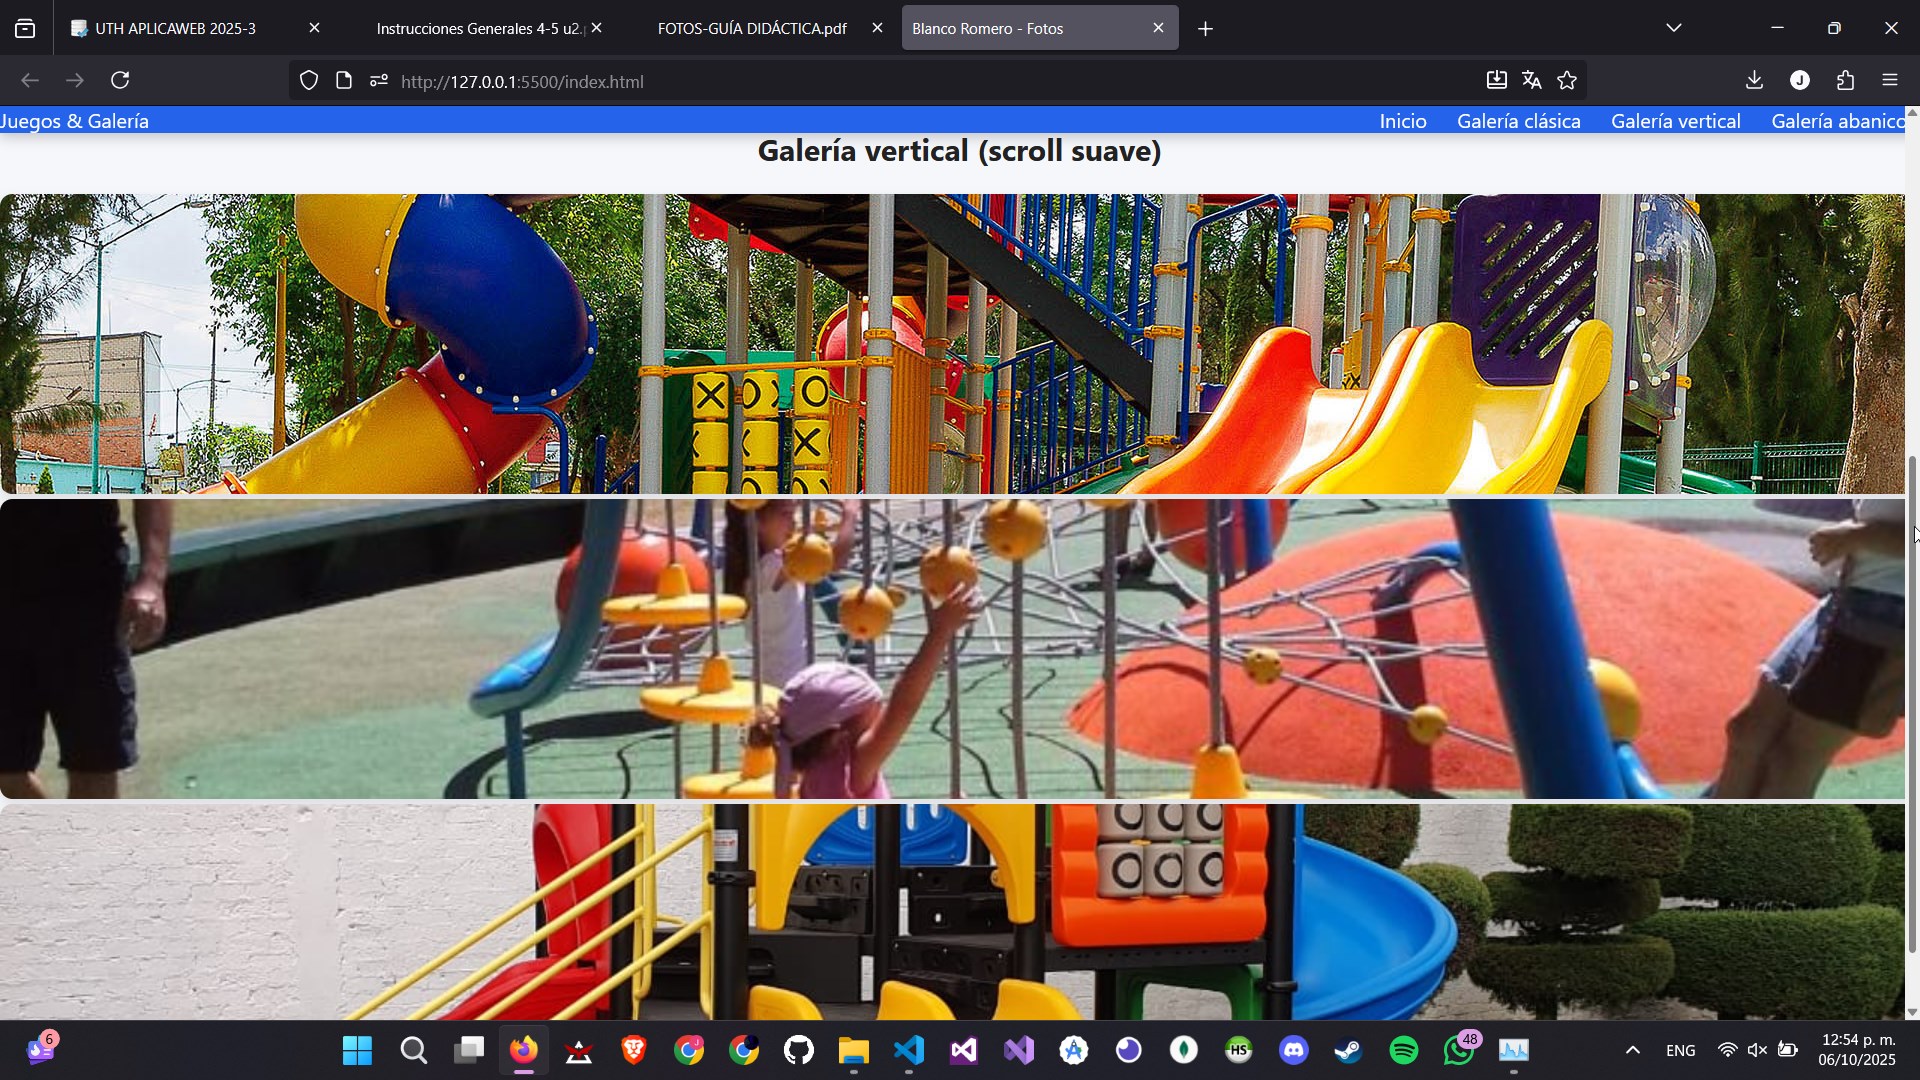 UTH APLICAWEB 2025-3
Instrucciones Generales 4-5 u2.
FOTOS-GUÍA DIDÁCTICA.pdf
Blanco Romero - Fotos
http://127.0.0.1:5500/index.html
J
Juegos & Galería
Inicio
Galería clásica
Galería vertical
Galería abanico
Galería vertical (scroll suave)
X O O
X
O O O
O O O
6
J
HS
48
ENG
12:54 p. m.
06/10/2025